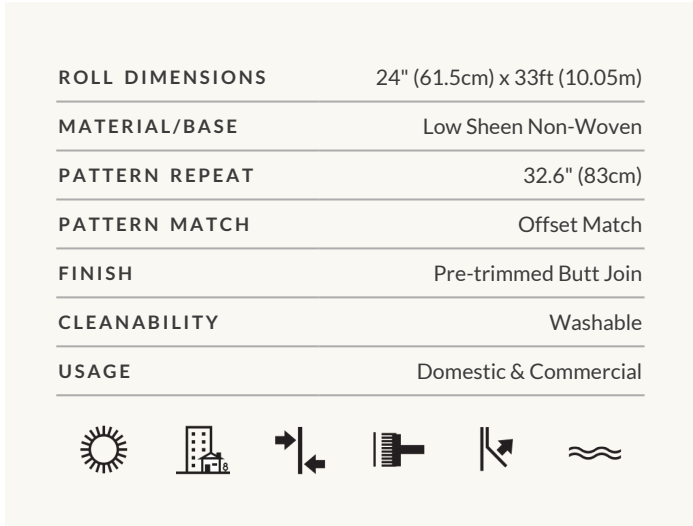 ROLL DIMENSIONS 24" (61.5cm) x 33ft (10.05m)
MATERIAL/BASE Low Sheen Non-Woven
PATTERN REPEAT 32.6" (83cm)
PATTERN MATCH Offset Match
FINISH Pre-trimmed Butt Join
CLEANABILITY Washable
USAGE Domestic & Commercial